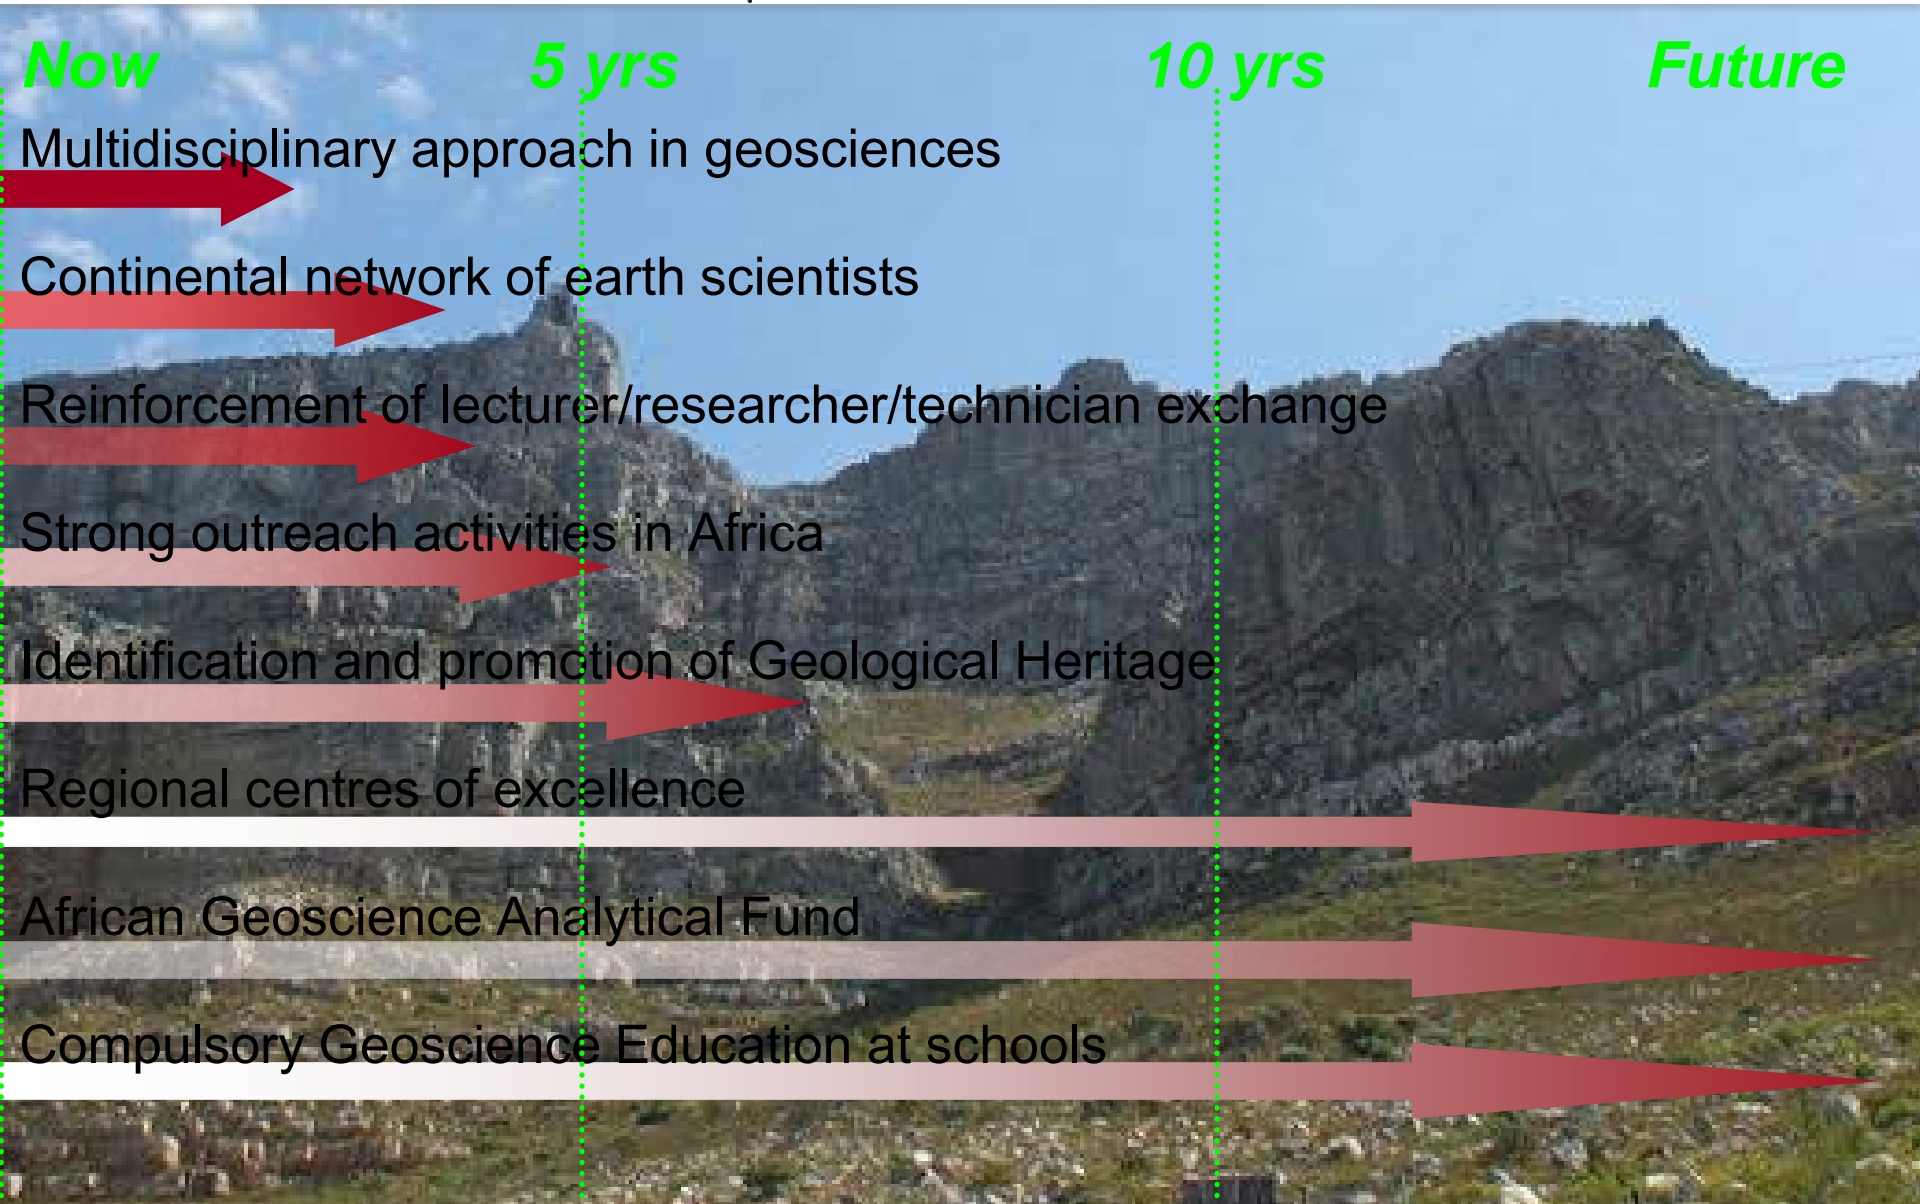 Now 5 yrs 10 yrs Future
Multidisciplinary approach in geosciences
Continental network of earth scientists
Reinforcement of lecturer/researcher/technician exchange
Strong outreach activities in Africa
Identification and promotion of Geological Heritage
Regional centres of excellence
African Geoscience Analytical Fund
Compulsory Geoscience Education at schools